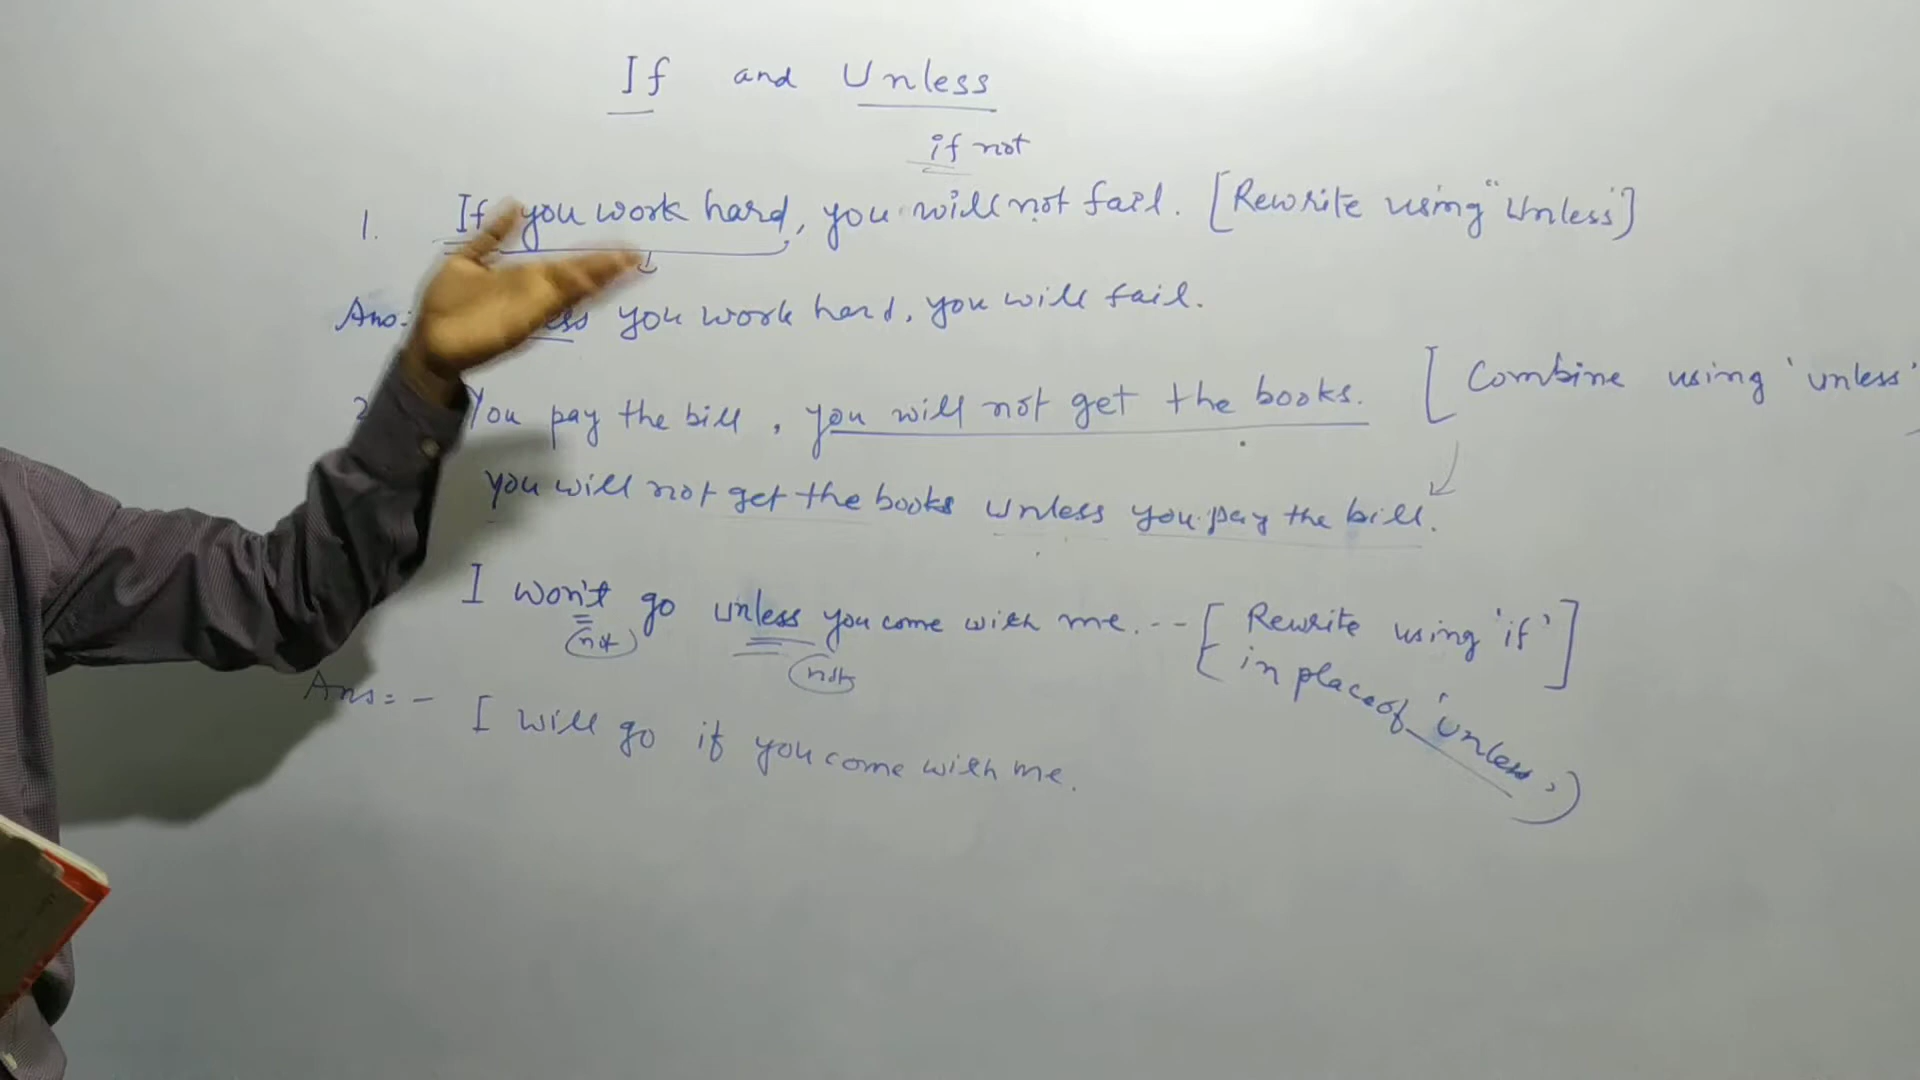 If and Unless
if not
1. If you work hard, you will not fail. [Rewrite using "Unless"]
Ans: you work hard, you will fail.
You pay the bill, you will not get the books. [Combine using 'unless'
you will not get the books unless you pay the bill.
I won't go unless you come with me. -- [Rewrite using 'if'
not not in place of 'unless')
Ans: - I will go if you come with me.